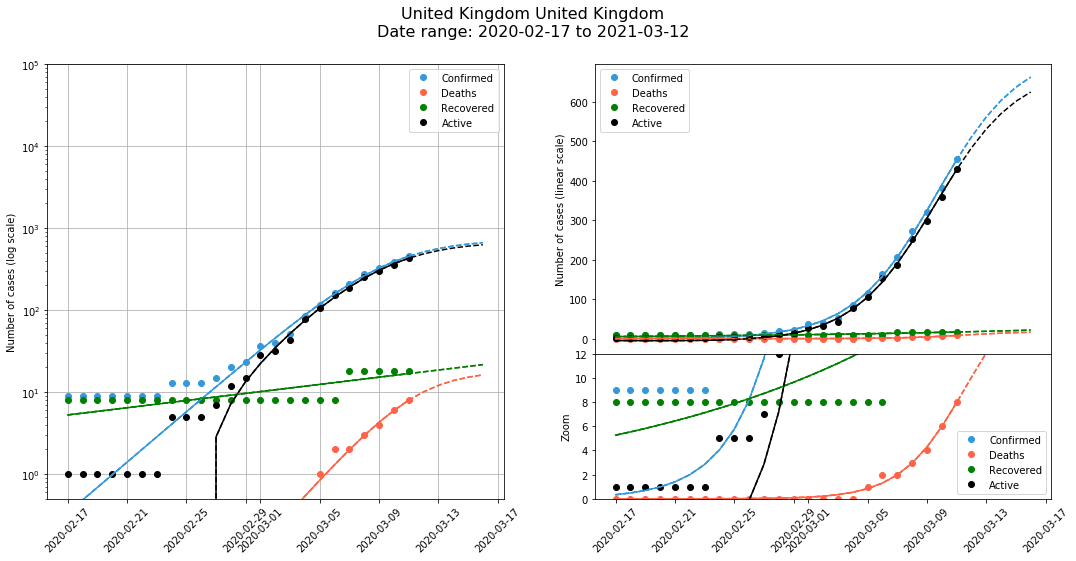 United Kingdom United Kingdom
Date range: 2020-02-17 to 2021-03-12
Number of cases (log scale)
10^5
10^4
10^3
10^2
10^1
10^0
Confirmed
Deaths
Recovered
Active
2020-02-17
2020-02-21
2020-02-25
2020-02-29
2020-03-01
2020-03-05
2020-03-09
2020-03-13
2020-03-17
Number of cases (linear scale)
600
500
400
300
200
100
0
Confirmed
Deaths
Recovered
Active
Zoom
12
10
8
6
4
2
0
Confirmed
Deaths
Recovered
Active
2020-02-17
2020-02-21
2020-02-25
2020-02-29
2020-03-01
2020-03-05
2020-03-09
2020-03-13
2020-03-17